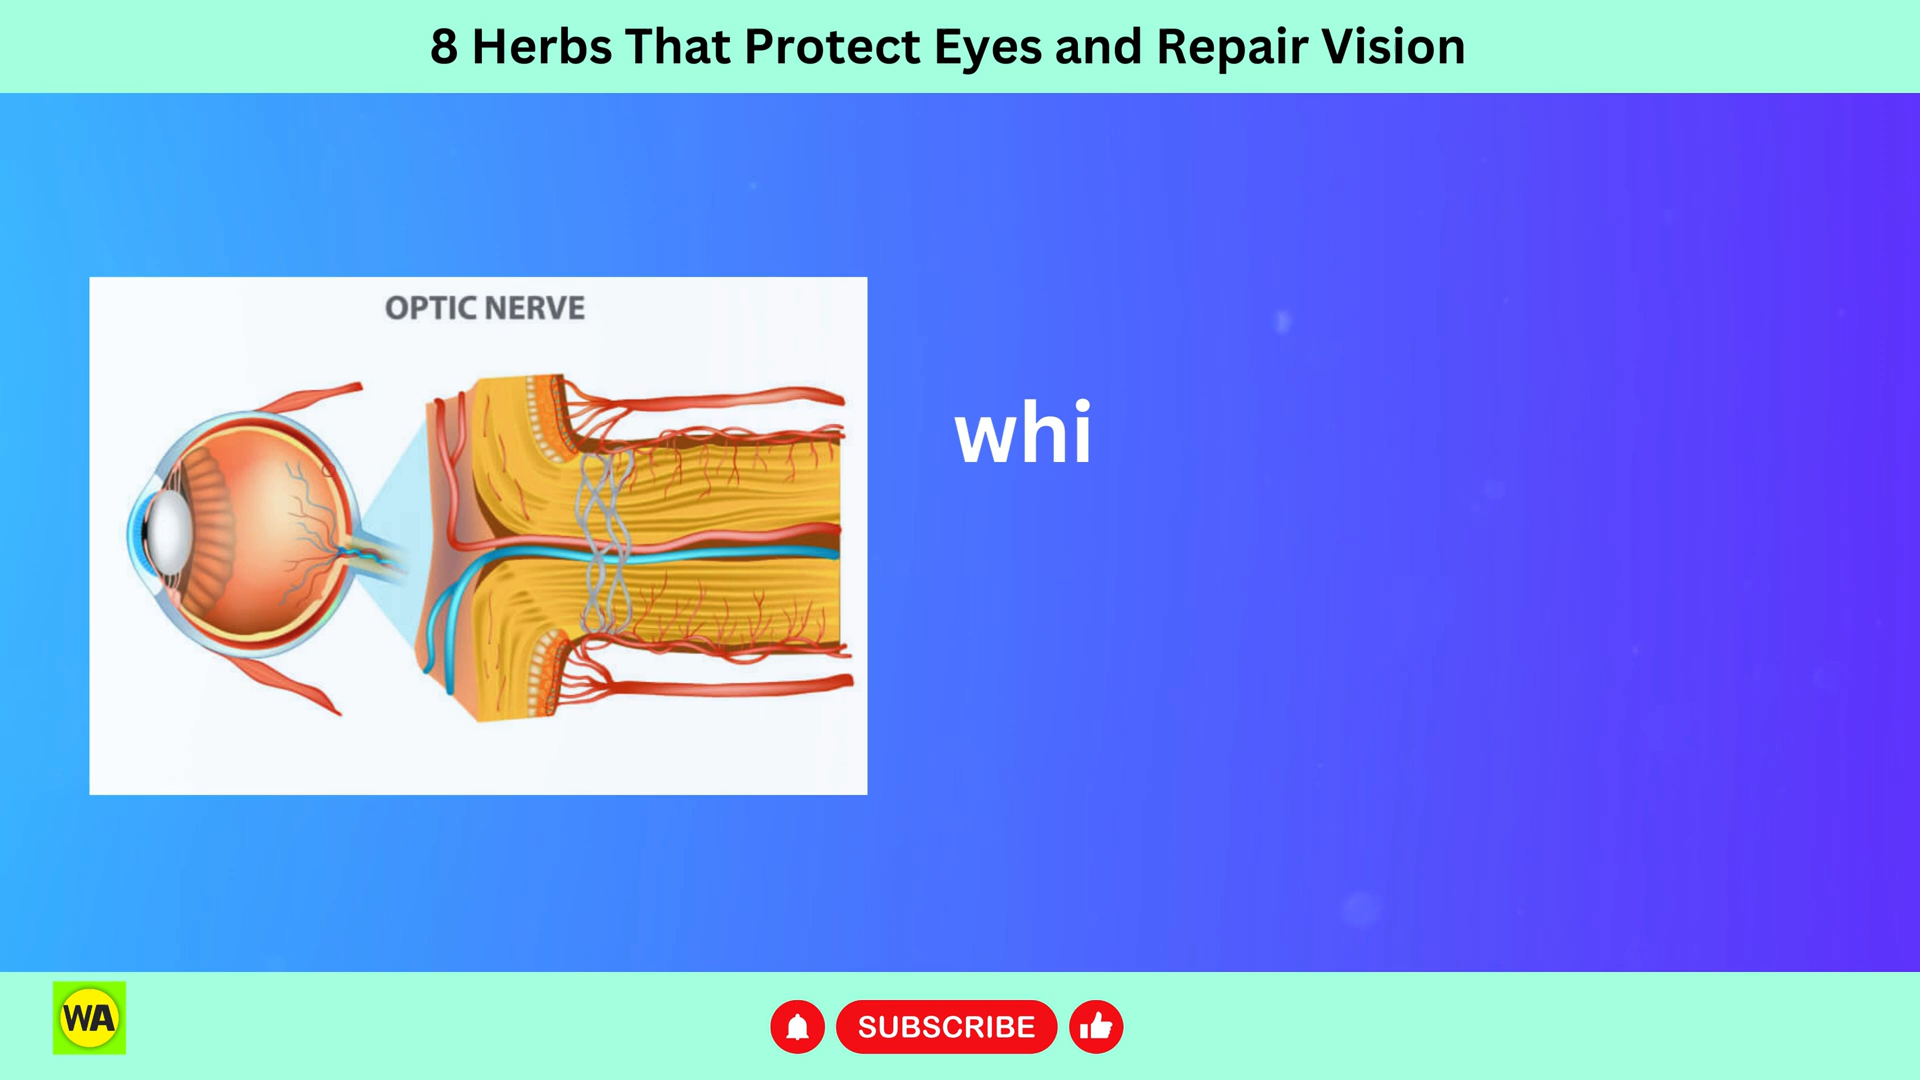 8 Herbs That Protect Eyes and Repair Vision
OPTIC NERVE
whi
WA
SUBSCRIBE